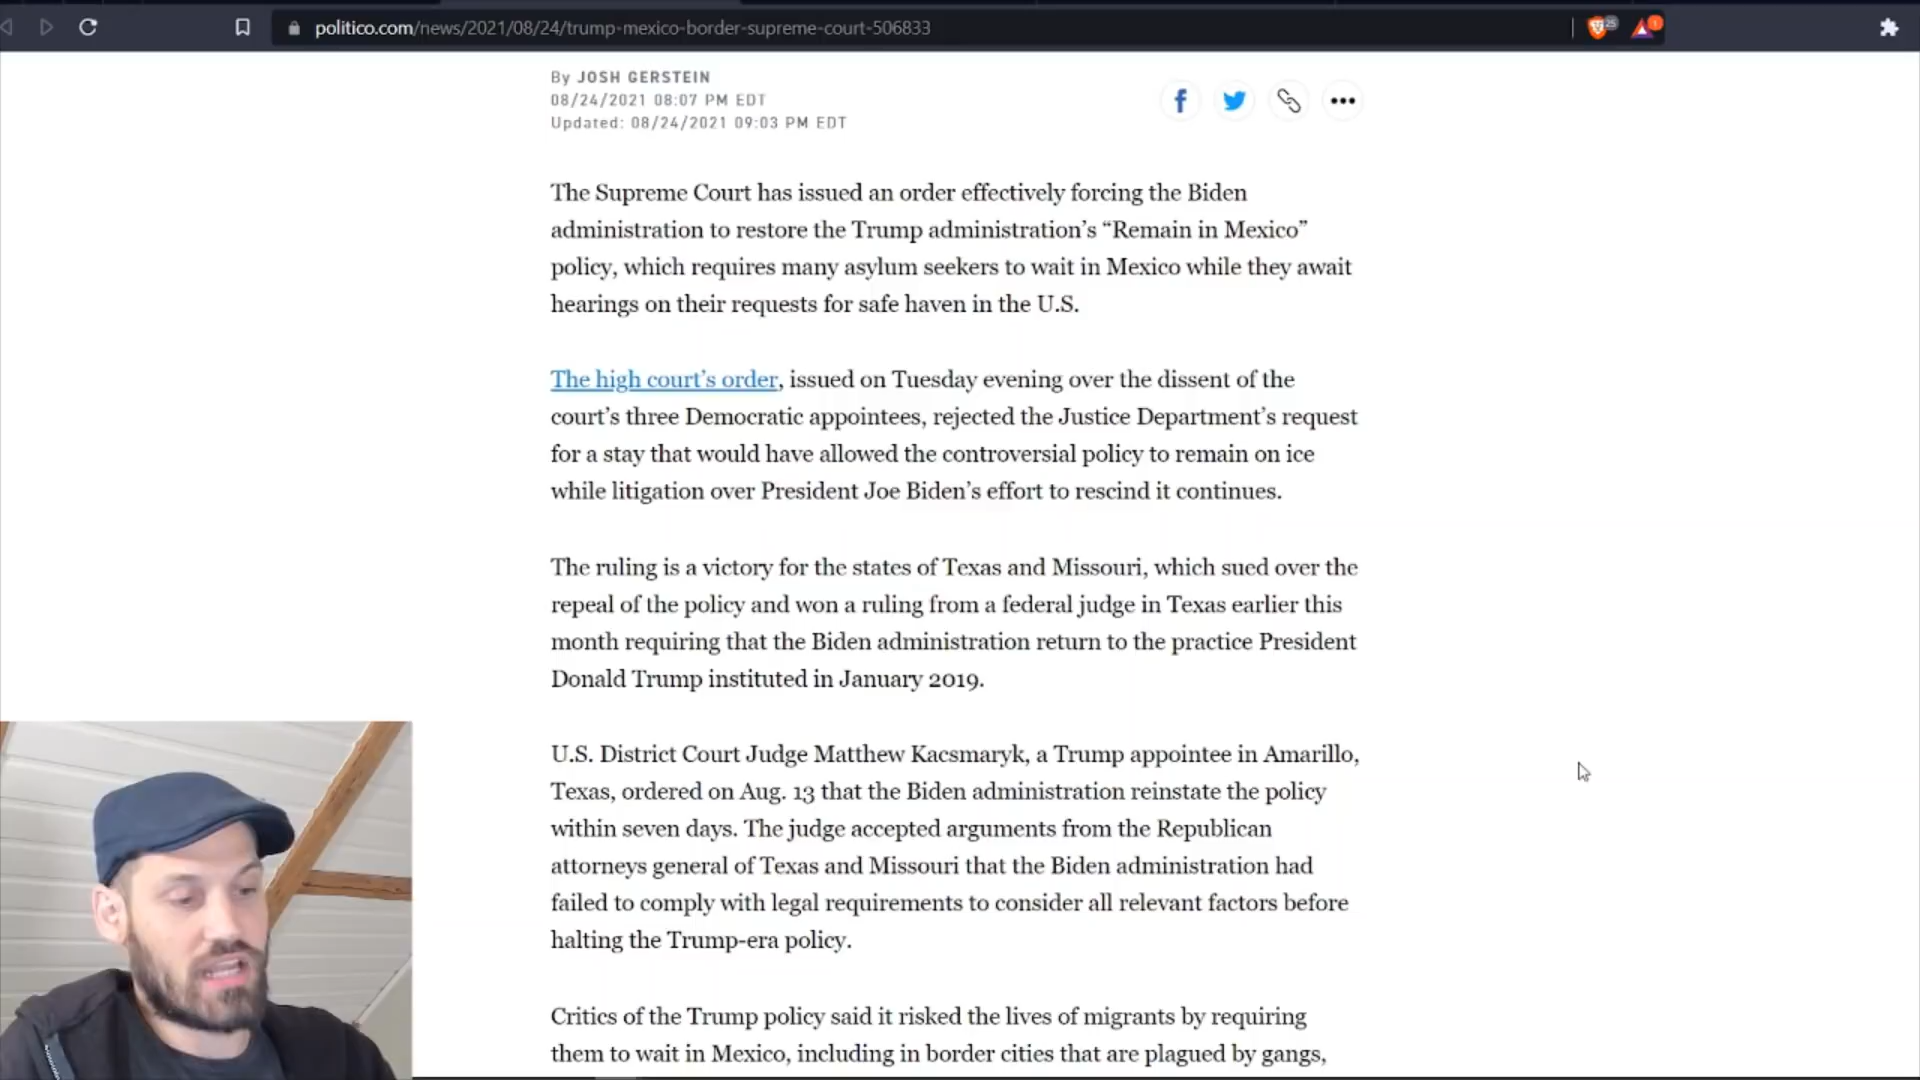 politico.com/news/2021/08/24/trump-mexico-border-supreme-court-506833
25
1
By JOSH GERSTEIN
08/24/2021 08:07 PM EDT
Updated: 08/24/2021 09:03 PM EDT
The Supreme Court has issued an order effectively forcing the Biden
administration to restore the Trump administration’s “Remain in Mexico”
policy, which requires many asylum seekers to wait in Mexico while they await
hearings on their requests for safe haven in the U.S.
The high court’s order, issued on Tuesday evening over the dissent of the
court’s three Democratic appointees, rejected the Justice Department’s request
for a stay that would have allowed the controversial policy to remain on ice
while litigation over President Joe Biden’s effort to rescind it continues.
The ruling is a victory for the states of Texas and Missouri, which sued over the
repeal of the policy and won a ruling from a federal judge in Texas earlier this
month requiring that the Biden administration return to the practice President
Donald Trump instituted in January 2019.
U.S. District Court Judge Matthew Kacsmaryk, a Trump appointee in Amarillo,
Texas, ordered on Aug. 13 that the Biden administration reinstate the policy
within seven days. The judge accepted arguments from the Republican
attorneys general of Texas and Missouri that the Biden administration had
failed to comply with legal requirements to consider all relevant factors before
halting the Trump-era policy.
Critics of the Trump policy said it risked the lives of migrants by requiring
them to wait in Mexico, including in border cities that are plagued by gangs,